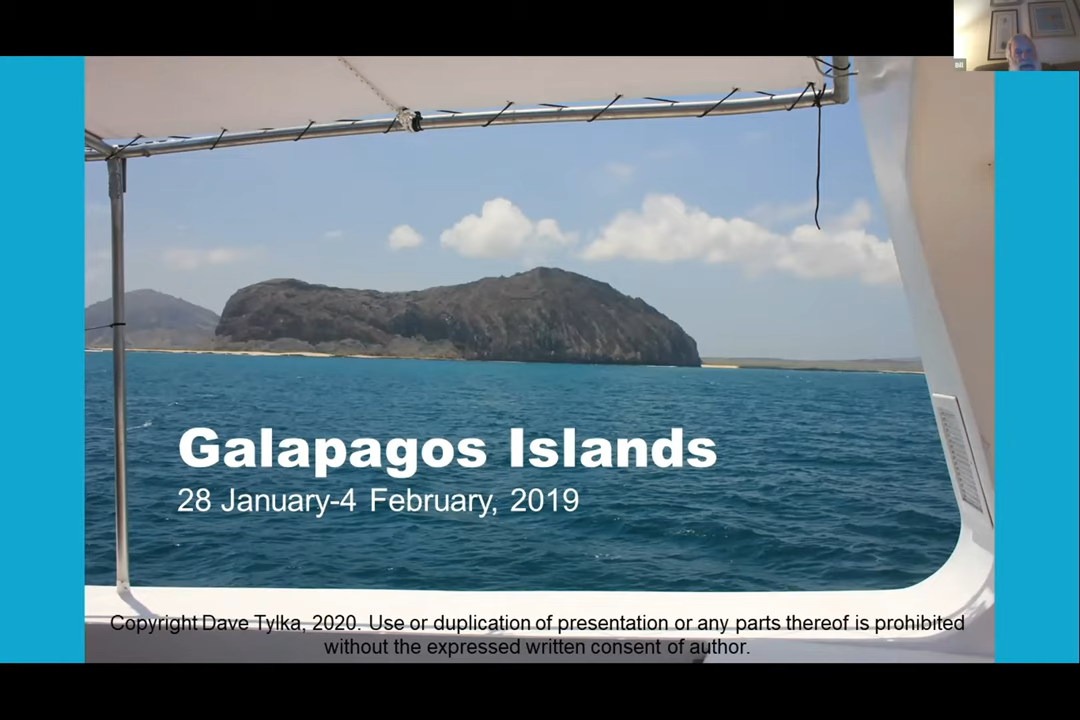 Bill
Galapagos Islands
28 January-4 February, 2019
Copyright Dave Tylka, 2020. Use or duplication of presentation or any parts thereof is prohibited
without the expressed written consent of author.